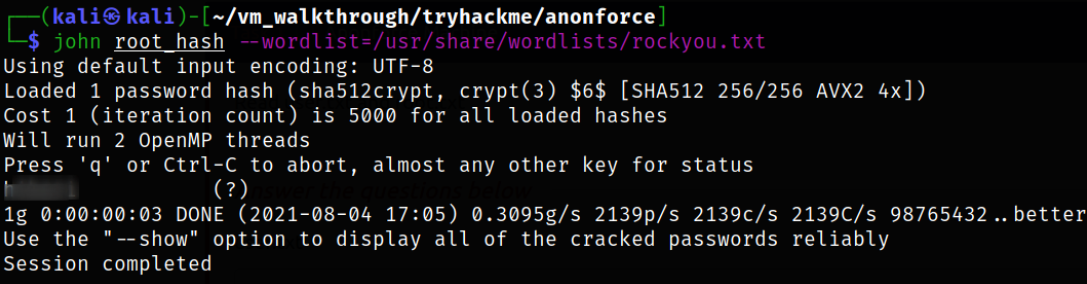 ┌──(kali㉿kali)-[~/vm_walkthrough/tryhackme/anonforce]
└─$ john root_hash --wordlist=/usr/share/wordlists/rockyou.txt
Using default input encoding: UTF-8
Loaded 1 password hash (sha512crypt, crypt(3) $6$ [SHA512 256/256 AVX2 4x])
Cost 1 (iteration count) is 5000 for all loaded hashes
Will run 2 OpenMP threads
Press 'q' or Ctrl-C to abort, almost any other key for status
(?)
1g 0:00:00:03 DONE (2021-08-04 17:05) 0.3095g/s 2139p/s 2139c/s 2139C/s 98765432..better
Use the "--show" option to display all of the cracked passwords reliably
Session completed